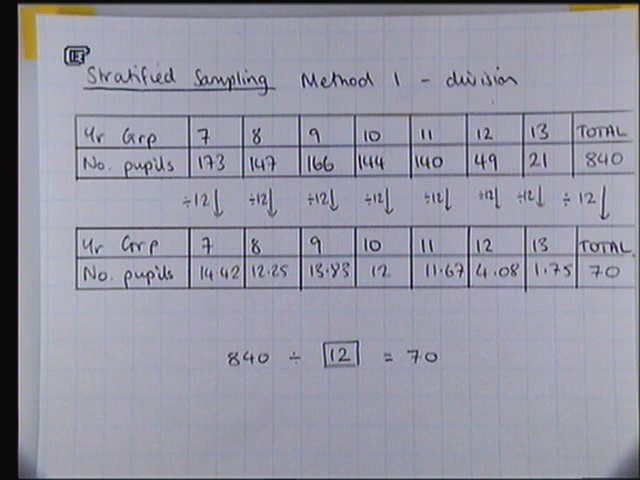 Stratified Sampling Method 1 - division
Yr Grp 7 8 9 10 11 12 13 TOTAL
No. pupils 173 147 166 144 140 49 21 840
÷12↓ ÷12↓ ÷12↓ ÷12↓ ÷12↓ ÷12↓ ÷12↓ ÷12↓
Yr Grp 7 8 9 10 11 12 13 TOTAL
No. pupils 14.42 12.25 13.83 12 11.67 4.08 1.75 70
840 ÷ 12 = 70